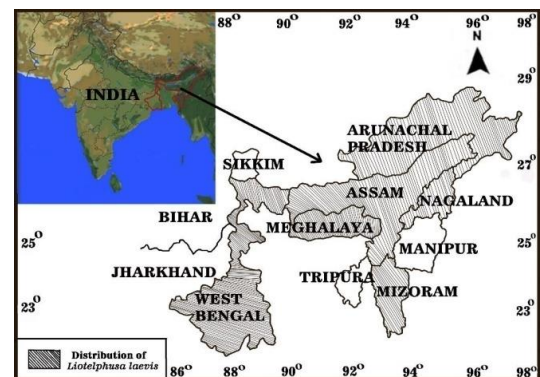 88° 90 92° 94° 96° 98°
N
INDIA
29°
ARUNACHAL
PRADESH
27°
SIKKIM
ASSAM
NAGALAND
BIHAR
MEGHALAYA
25° 25°
MANIPUR
JHARKHAND
TRIPURA
MIZORAM
23° 23°
WEST
BENGAL
Distribution of
Liotelphusa laevis
86° 88° 90° 92° 94° 96° 98°